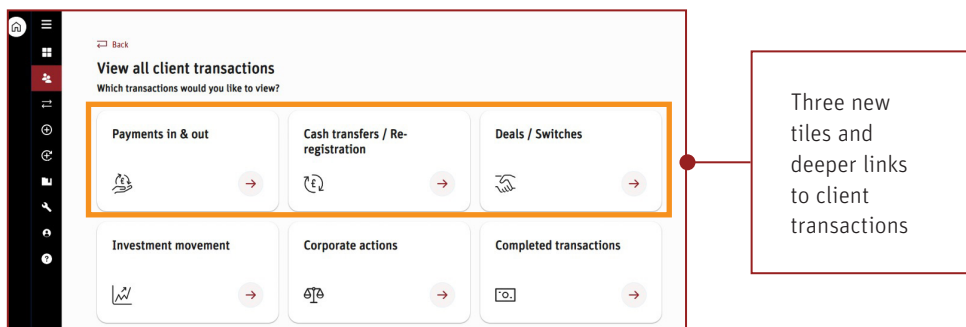 Back
View all client transactions
Which transactions would you like to view?
Payments in & out
Cash transfers / Re-
registration
Deals / Switches
Investment movement
Corporate actions
Completed transactions
Three new
tiles and
deeper links
to client
transactions